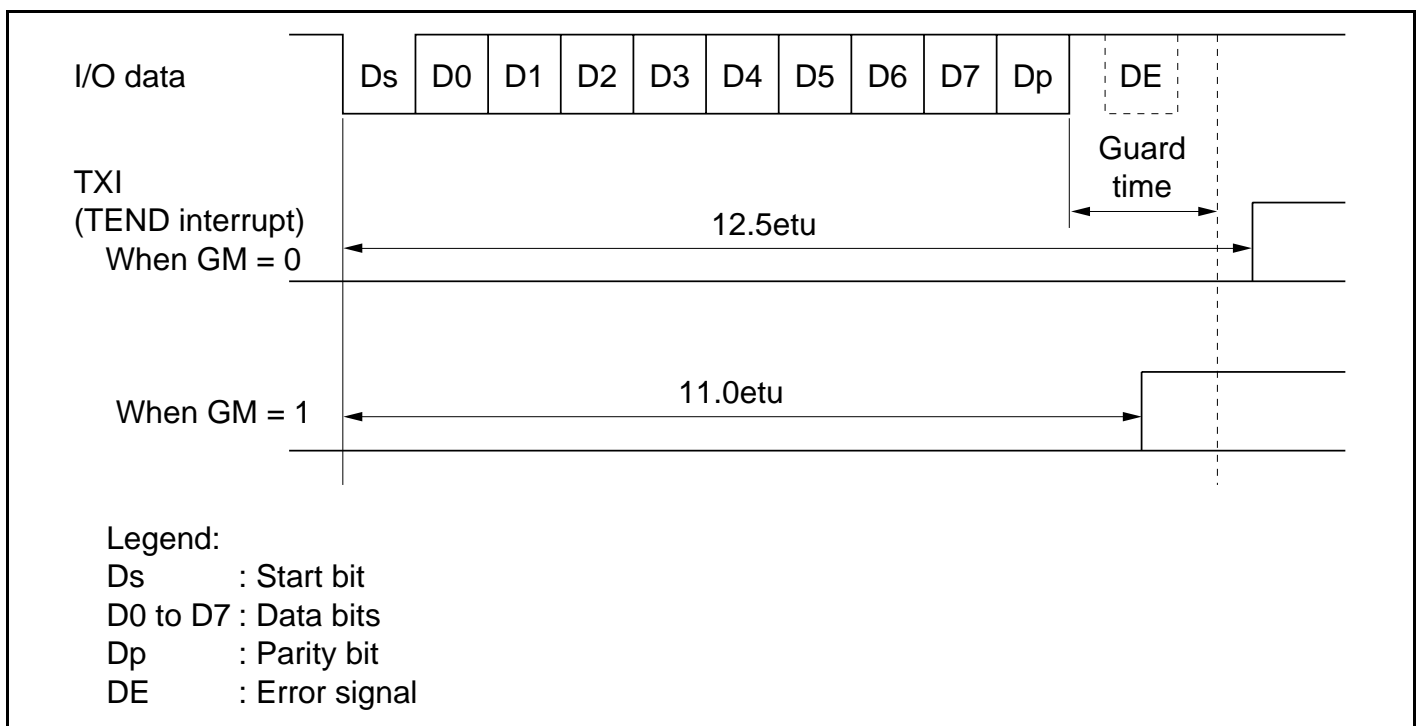 I/O data
Ds D0 D1 D2 D3 D4 D5 D6 D7 Dp DE
Guard
time
TXI
(TEND interrupt)
When GM = 0
12.5etu
When GM = 1
11.0etu
Legend:
Ds : Start bit
D0 to D7 : Data bits
Dp : Parity bit
DE : Error signal